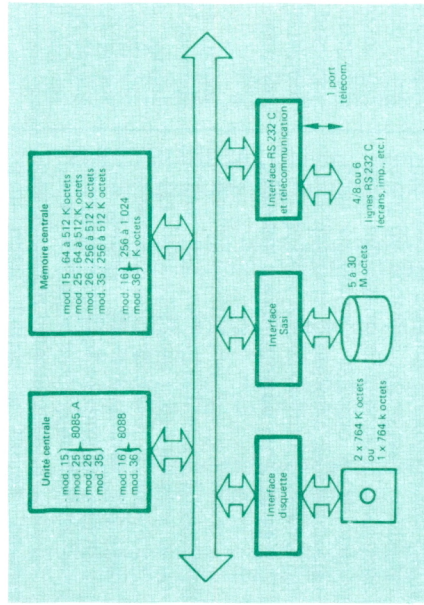 Unité centrale
- mod. 15
- mod. 25
- mod. 26
mod. 35
} 8085 A
- mod. 16
- mod. 36
} 8088
Mémoire centrale
mod. 15 : 64 à 512 K octets
mod. 25 : 64 à 512 K octets
mod. 26 : 256 à 512 K octets
mod. 35 : 256 à 512 K octets
mod. 16
mod. 36
} 256 à 1 024
K octets
Interface
disquette
Interface
Sasi
Interface RS 232 C
et télécommunication
2 x 764 K octets
ou
1 x 764 k octets
5 à 30
M octets
4/8 ou 6
lignes RS 232 C
(écrans, imp., etc.)
1 port
télécom.